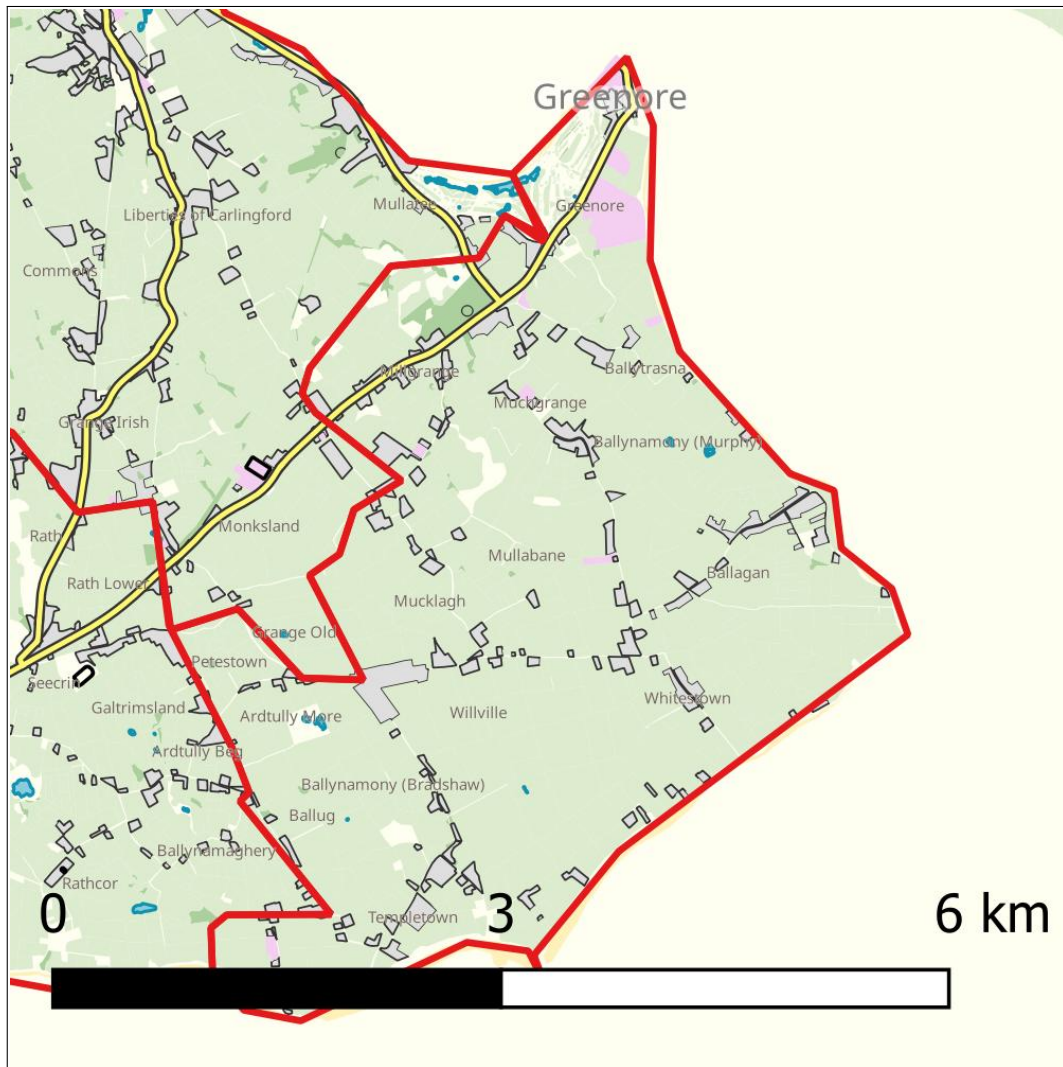 Greenore
Mullatee
Greenore
Liberties of Carlingford
Commons
Millgrange
Ballytrasna
Muchgrange
Grange Irish
Ballynamony (Murphy)
Monksland
Rath
Mullabane
Ballagan
Rath Lower
Mucklagh
Grange Old
Petestown
Seecrin
Whitestown
Galtrimsland
Ardtully More
Willville
Ardtully Beg
Ballynamony (Bradshaw)
Ballug
Ballynamaghery
Rathcor
Templetown
0 3 6 km